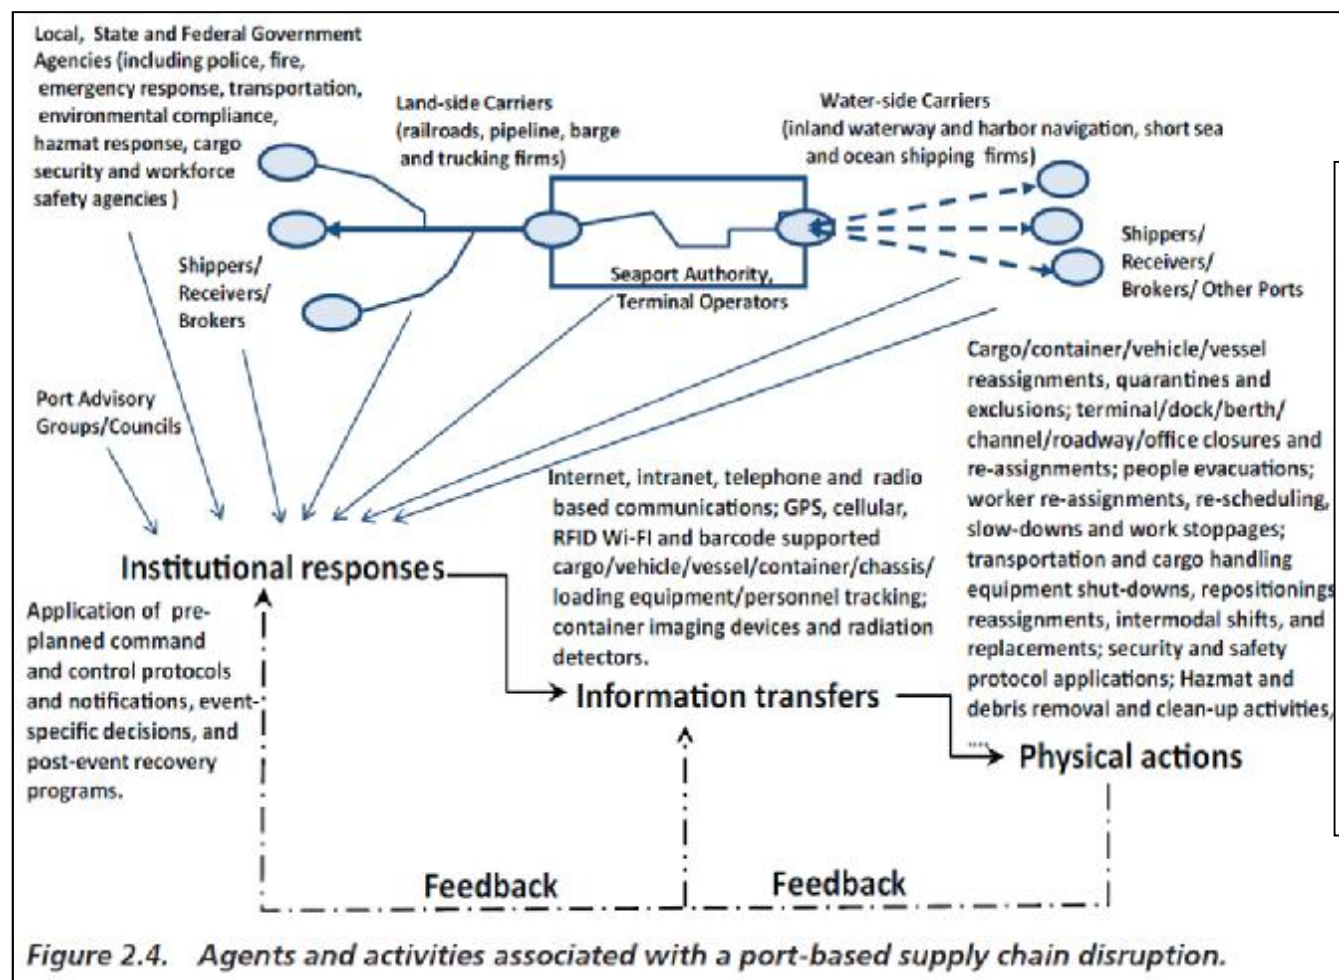 Local, State and Federal Government
Agencies (including police, fire,
emergency response, transportation,
environmental compliance,
hazmat response, cargo
security and workforce
safety agencies )
Land-side Carriers
(railroads, pipeline, barge
and trucking firms)
Water-side Carriers
(inland waterway and harbor navigation, short sea
and ocean shipping firms)
Shippers/
Receivers/
Brokers
Seaport Authority,
Terminal Operators
Shippers/
Receivers/
Brokers/ Other Ports
Port Advisory
Groups/Councils
Cargo/container/vehicle/vessel
reassignments, quarantines and
exclusions; terminal/dock/berth/
channel/roadway/office closures and
re-assignments; people evacuations;
worker re-assignments, re-scheduling,
slow-downs and work stoppages;
transportation and cargo handling
equipment shut-downs, repositionings
reassignments, intermodal shifts, and
replacements; security and safety
protocol applications; Hazmat and
debris removal and clean-up activities,
....
Internet, intranet, telephone and radio
based communications; GPS, cellular,
RFID Wi-FI and barcode supported
cargo/vehicle/vessel/container/chassis/
loading equipment/personnel tracking;
container imaging devices and radiation
detectors.
Institutional responses
Application of pre-
planned command
and control protocols
and notifications, event-
specific decisions, and
post-event recovery
programs.
Information transfers
Physical actions
Feedback
Feedback
Figure 2.4. Agents and activities associated with a port-based supply chain disruption.